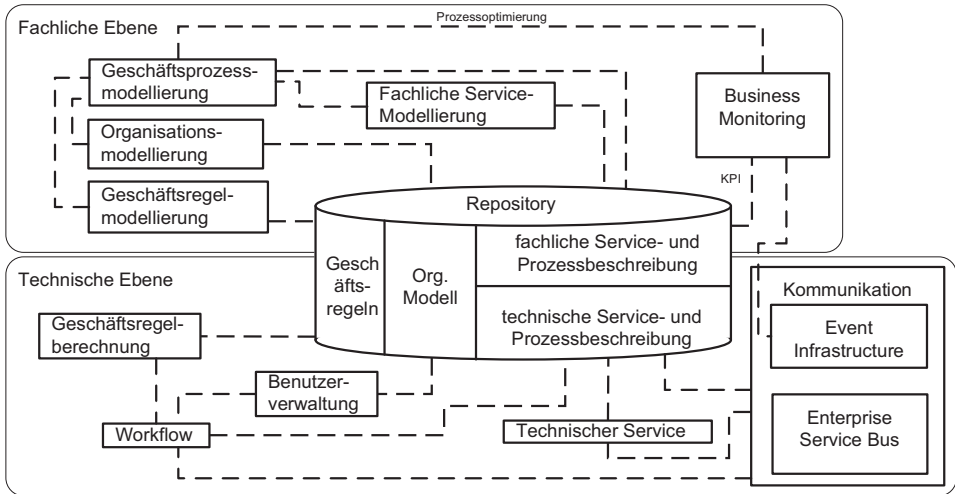 Prozessoptimierung
Fachliche Ebene
Geschäftsprozess-
modellierung
Fachliche Service-
Modellierung
Business
Monitoring
Organisations-
modellierung
KPI
Geschäftsregel-
modellierung
Repository
fachliche Service- und
Prozessbeschreibung
Gesch
äfts-
regeln
Org.
Modell
technische Service- und
Prozessbeschreibung
Technische Ebene
Kommunikation
Geschäftsregel-
berechnung
Event
Infrastructure
Benutzer-
verwaltung
Workflow
Technischer Service
Enterprise
Service Bus